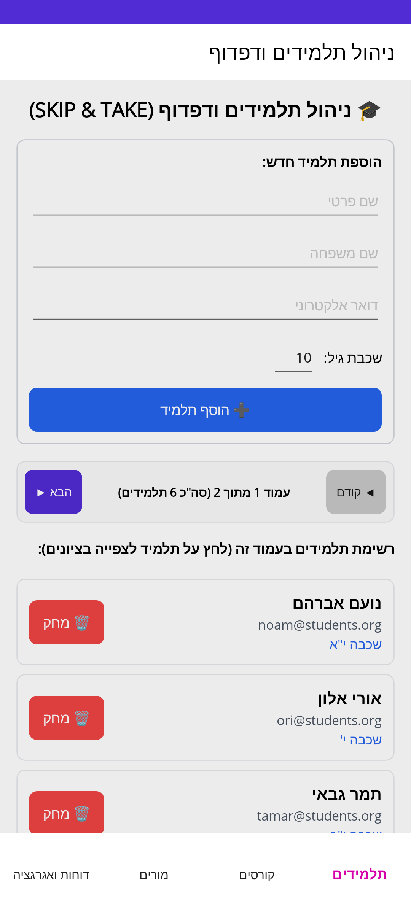 ניהול תלמידים ודפדוף
🎓 ניהול תלמידים ודפדוף (SKIP & TAKE)
הוספת תלמיד חדש:
שם פרטי
שם משפחה
דואר אלקטרוני
שכבת גיל: 10
➕ הוסף תלמיד
◄ קודם
עמוד 1 מתוך 2 (סה"כ 6 תלמידים)
הבא ►
רשימת תלמידים בעמוד זה (לחץ על תלמיד לצפייה בציונים):
נועם אברהם
noam@students.org
שכבה י"א
🗑️ מחק
אורי אלון
ori@students.org
שכבה י'
🗑️ מחק
תמר גבאי
tamar@students.org
🗑️ מחק
תלמידים
קורסים
מורים
דוחות ואגרגציה